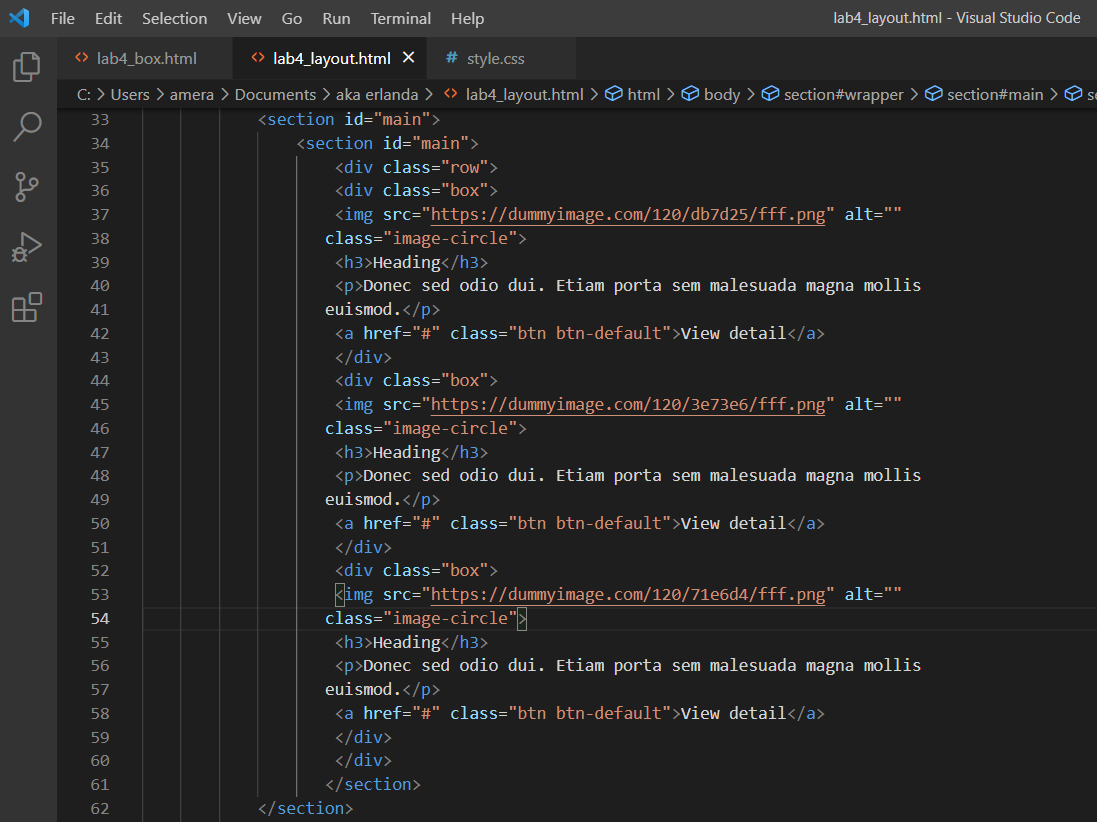 File Edit Selection View Go Run Terminal Help lab4_layout.html - Visual Studio Code
<> lab4_box.html <> lab4_layout.html × # style.css
C: > Users > amera > Documents > aka erlanda > <> lab4_layout.html > html > body > section#wrapper > section#main > se
33 <section id="main">
34 <section id="main">
35 <div class="row">
36 <div class="box">
37 <img src="https://dummyimage.com/120/db7d25/fff.png" alt=""
38 class="image-circle">
39 <h3>Heading</h3>
40 <p>Donec sed odio dui. Etiam porta sem malesuada magna mollis
41 euismod.</p>
42 <a href="#" class="btn btn-default">View detail</a>
43 </div>
44 <div class="box">
45 <img src="https://dummyimage.com/120/3e73e6/fff.png" alt=""
46 class="image-circle">
47 <h3>Heading</h3>
48 <p>Donec sed odio dui. Etiam porta sem malesuada magna mollis
49 euismod.</p>
50 <a href="#" class="btn btn-default">View detail</a>
51 </div>
52 <div class="box">
53 <img src="https://dummyimage.com/120/71e6d4/fff.png" alt=""
54 class="image-circle">
55 <h3>Heading</h3>
56 <p>Donec sed odio dui. Etiam porta sem malesuada magna mollis
57 euismod.</p>
58 <a href="#" class="btn btn-default">View detail</a>
59 </div>
60 </div>
61 </section>
62 </section>